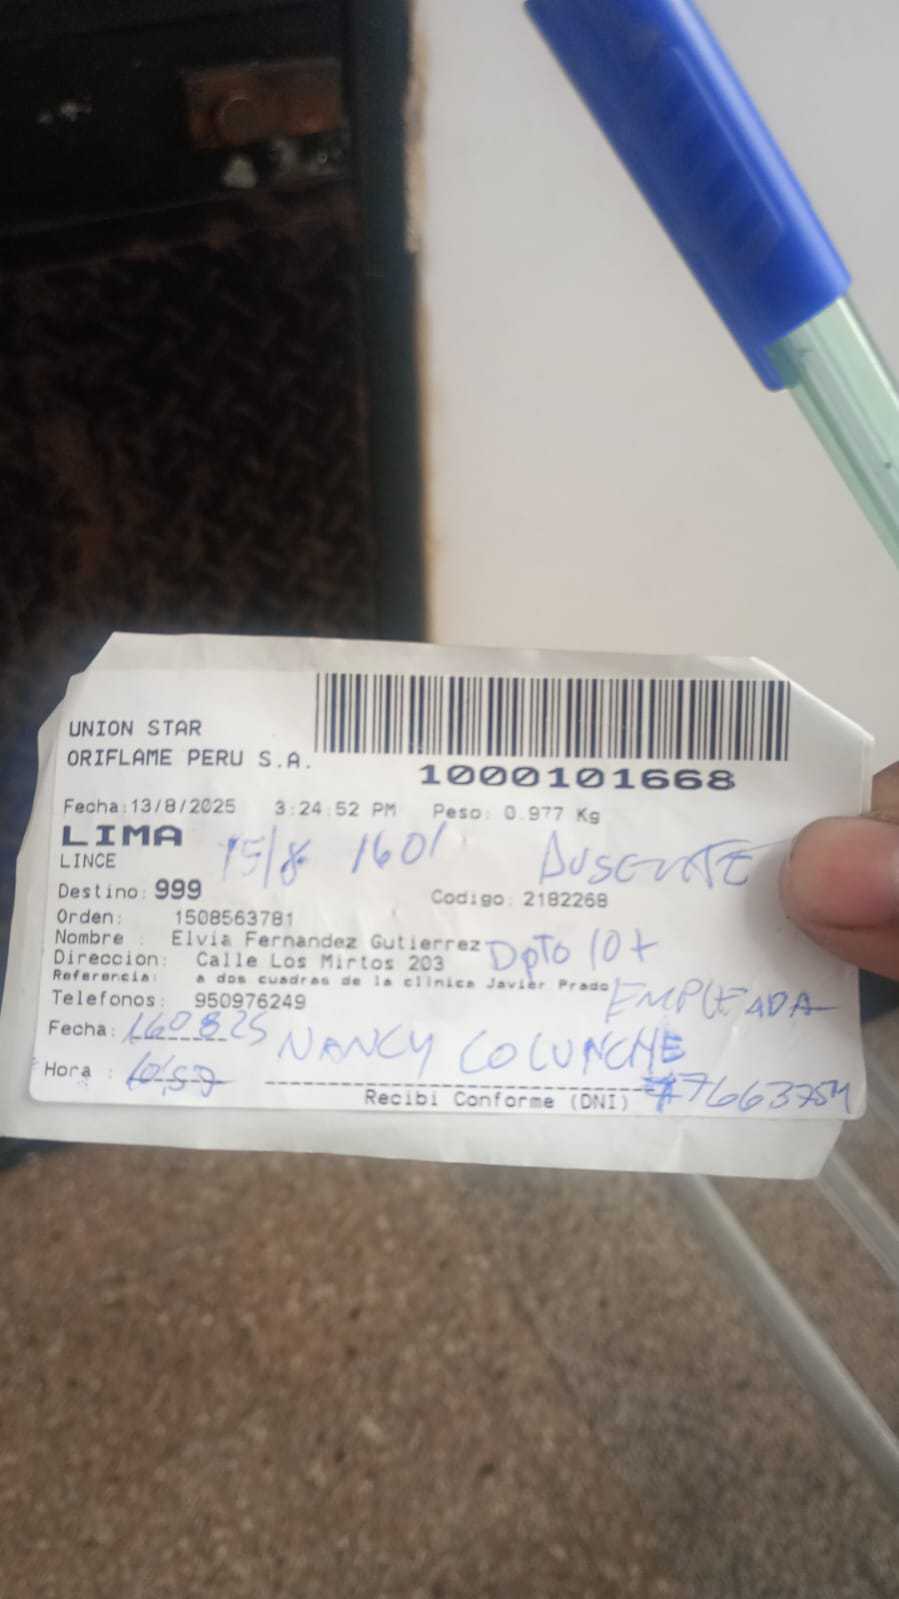 UNION STAR
ORIFLAME PERU S.A.
1000101668
Fecha:13/8/2025 3:24:52 PM Peso: 0.977 Kg
LIMA
LINCE
15/8 1601 AUSENTE
Destino: 999 Codigo: 2182268
Orden: 1508563781
Nombre : Elvia Fernandez Gutierrez
Dpto
Direccion: Calle Los Mirtos 203
Referencia: a dos cuadras de la clinica Javier Prado
EMPLEADA
Telefonos: 950976249
Fecha: 160825
NANCY COLUNCHE
Hora :
Recibi Conforme (DNI)